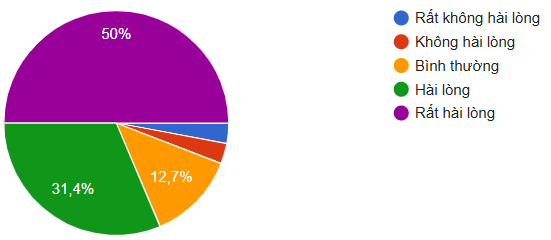 50%
31,4%
12,7%
Rất không hài lòng
Không hài lòng
Bình thường
Hài lòng
Rất hài lòng